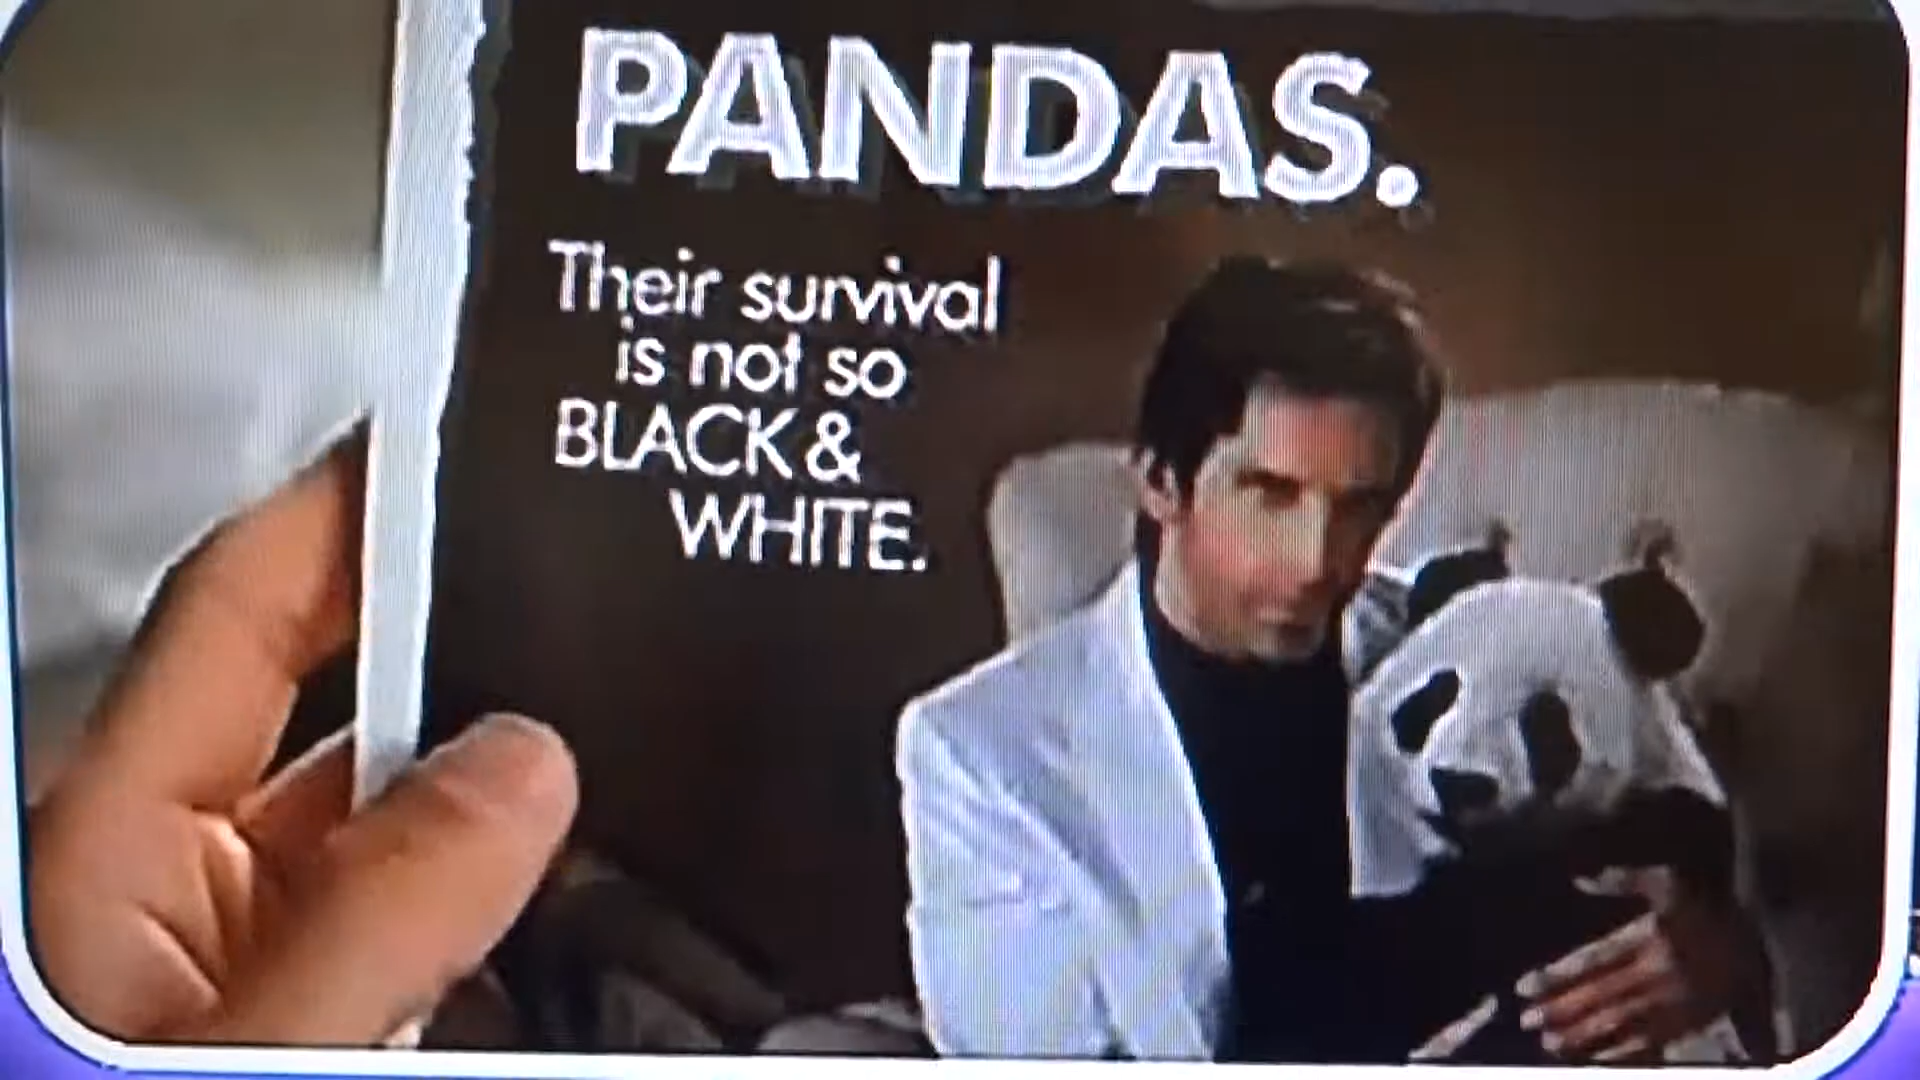 PANDAS.
Their survival
is not so
BLACK &
WHITE.